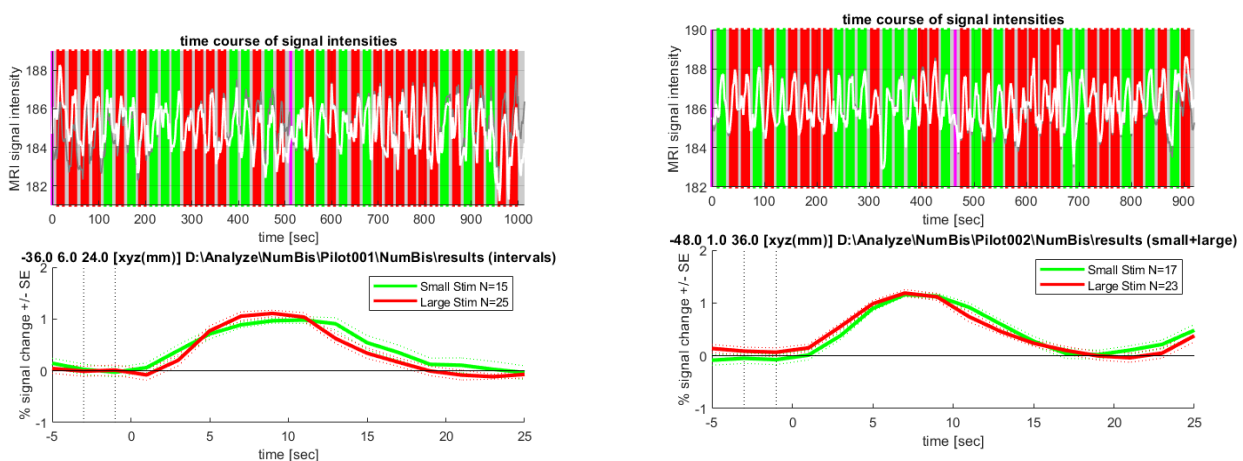 time course of signal intensities
MRI signal intensity
188
186
184
182
0 100 200 300 400 500 600 700 800 900 1000
time [sec]
-36.0 6.0 24.0 [xyz(mm)] D:\Analyze\NumBis\Pilot001\NumBis\results (intervals)
% signal change +/- SE
2
1
0
-1
Small Stim N=15
Large Stim N=25
-5 0 5 10 15 20 25
time [sec]
time course of signal intensities
MRI signal intensity
190
188
186
184
182
0 100 200 300 400 500 600 700 800 900
time [sec]
-48.0 1.0 36.0 [xyz(mm)] D:\Analyze\NumBis\Pilot002\NumBis\results (small+large)
% signal change +/- SE
2
1
0
-1
Small Stim N=17
Large Stim N=23
-5 0 5 10 15 20 25
time [sec]